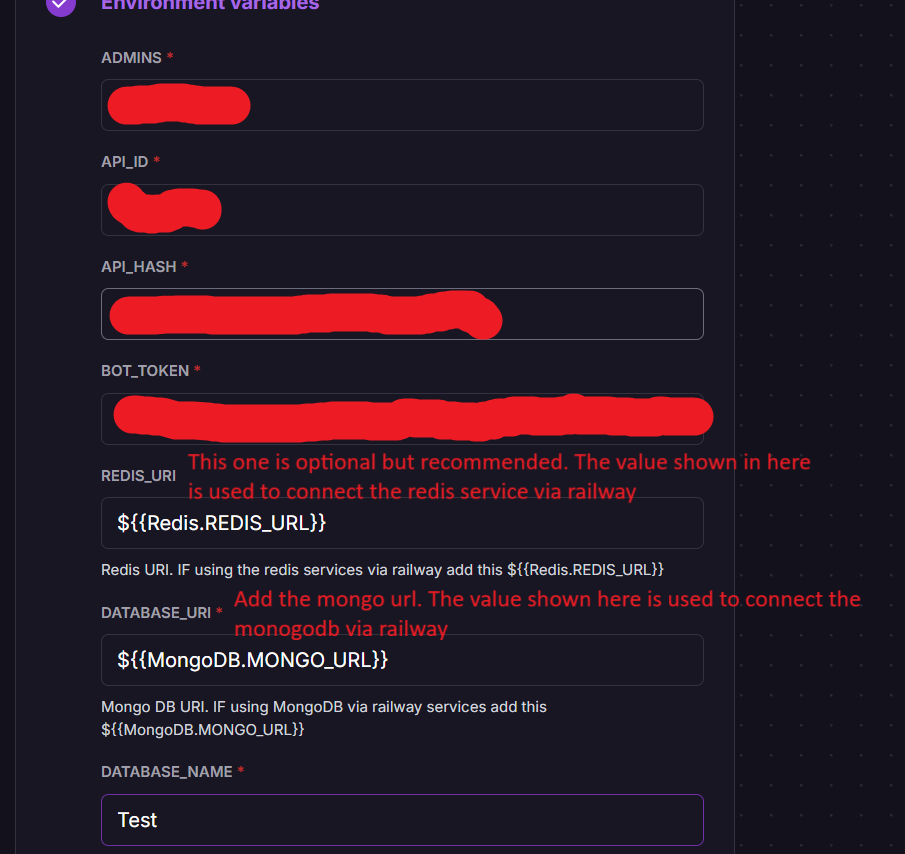 Environment variables
ADMINS *
API_ID *
API_HASH *
BOT_TOKEN *
This one is optional but recommended. The value shown in here
is used to connect the redis service via railway
REDIS_URI
${{Redis.REDIS_URL}}
Redis URI. IF using the redis services via railway add this ${{Redis.REDIS_URL}}
Add the mongo url. The value shown here is used to connect the
monogodb via railway
DATABASE_URI *
${{MongoDB.MONGO_URL}}
Mongo DB URI. IF using MongoDB via railway services add this
${{MongoDB.MONGO_URL}}
DATABASE_NAME *
Test